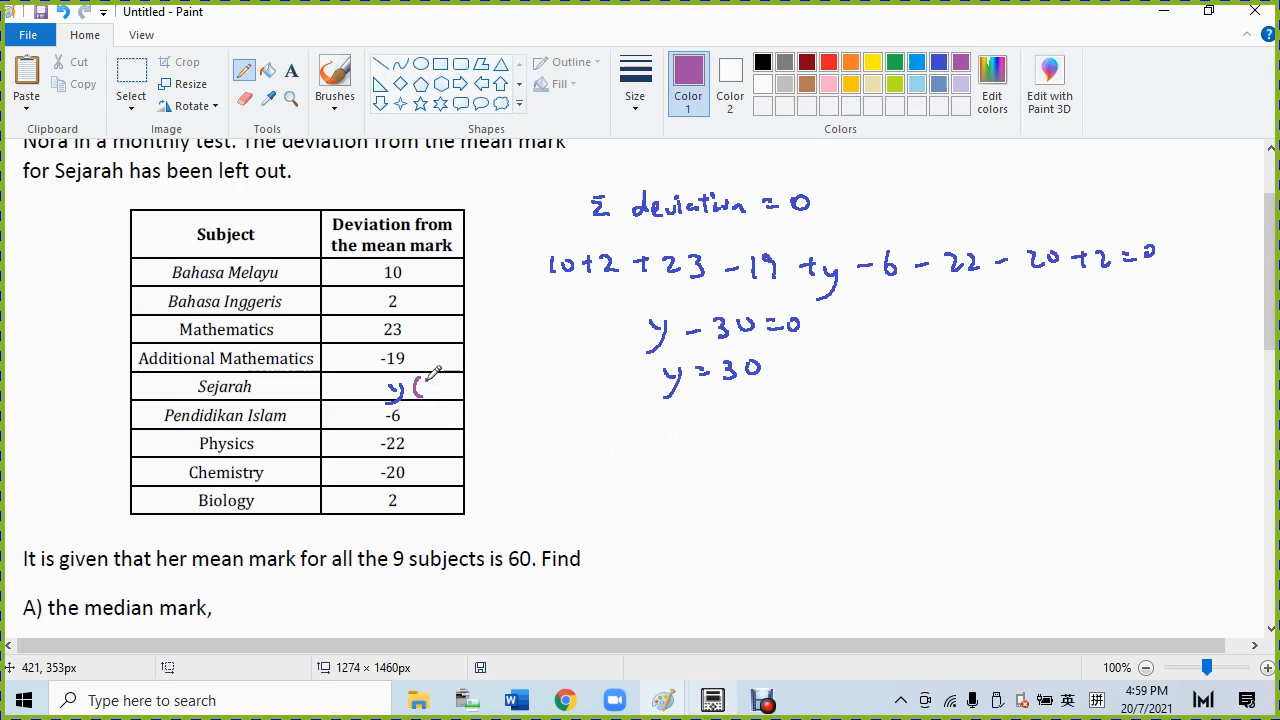 Untitled - Paint
File Home View
Paste Cut Copy Clipboard
Select Crop Resize Rotate Image
Tools
Brushes
Outline Fill Shapes
Size
Color 1 Color 2 Edit colors Colors
Edit with Paint 3D
Nora in a monthly test. The deviation from the mean mark
for Sejarah has been left out.
Subject Deviation from the mean mark
Bahasa Melayu 10
Bahasa Inggeris 2
Mathematics 23
Additional Mathematics -19
Sejarah y (
Pendidikan Islam -6
Physics -22
Chemistry -20
Biology 2
Σ deviation = 0
10+2+23-19+y-6-22-20+2=0
y-30=0
y=30
It is given that her mean mark for all the 9 subjects is 60. Find
A) the median mark,
421, 353px 1274 × 1460px 100%
Type here to search 英 拼 4:59 PM
20/7/2021